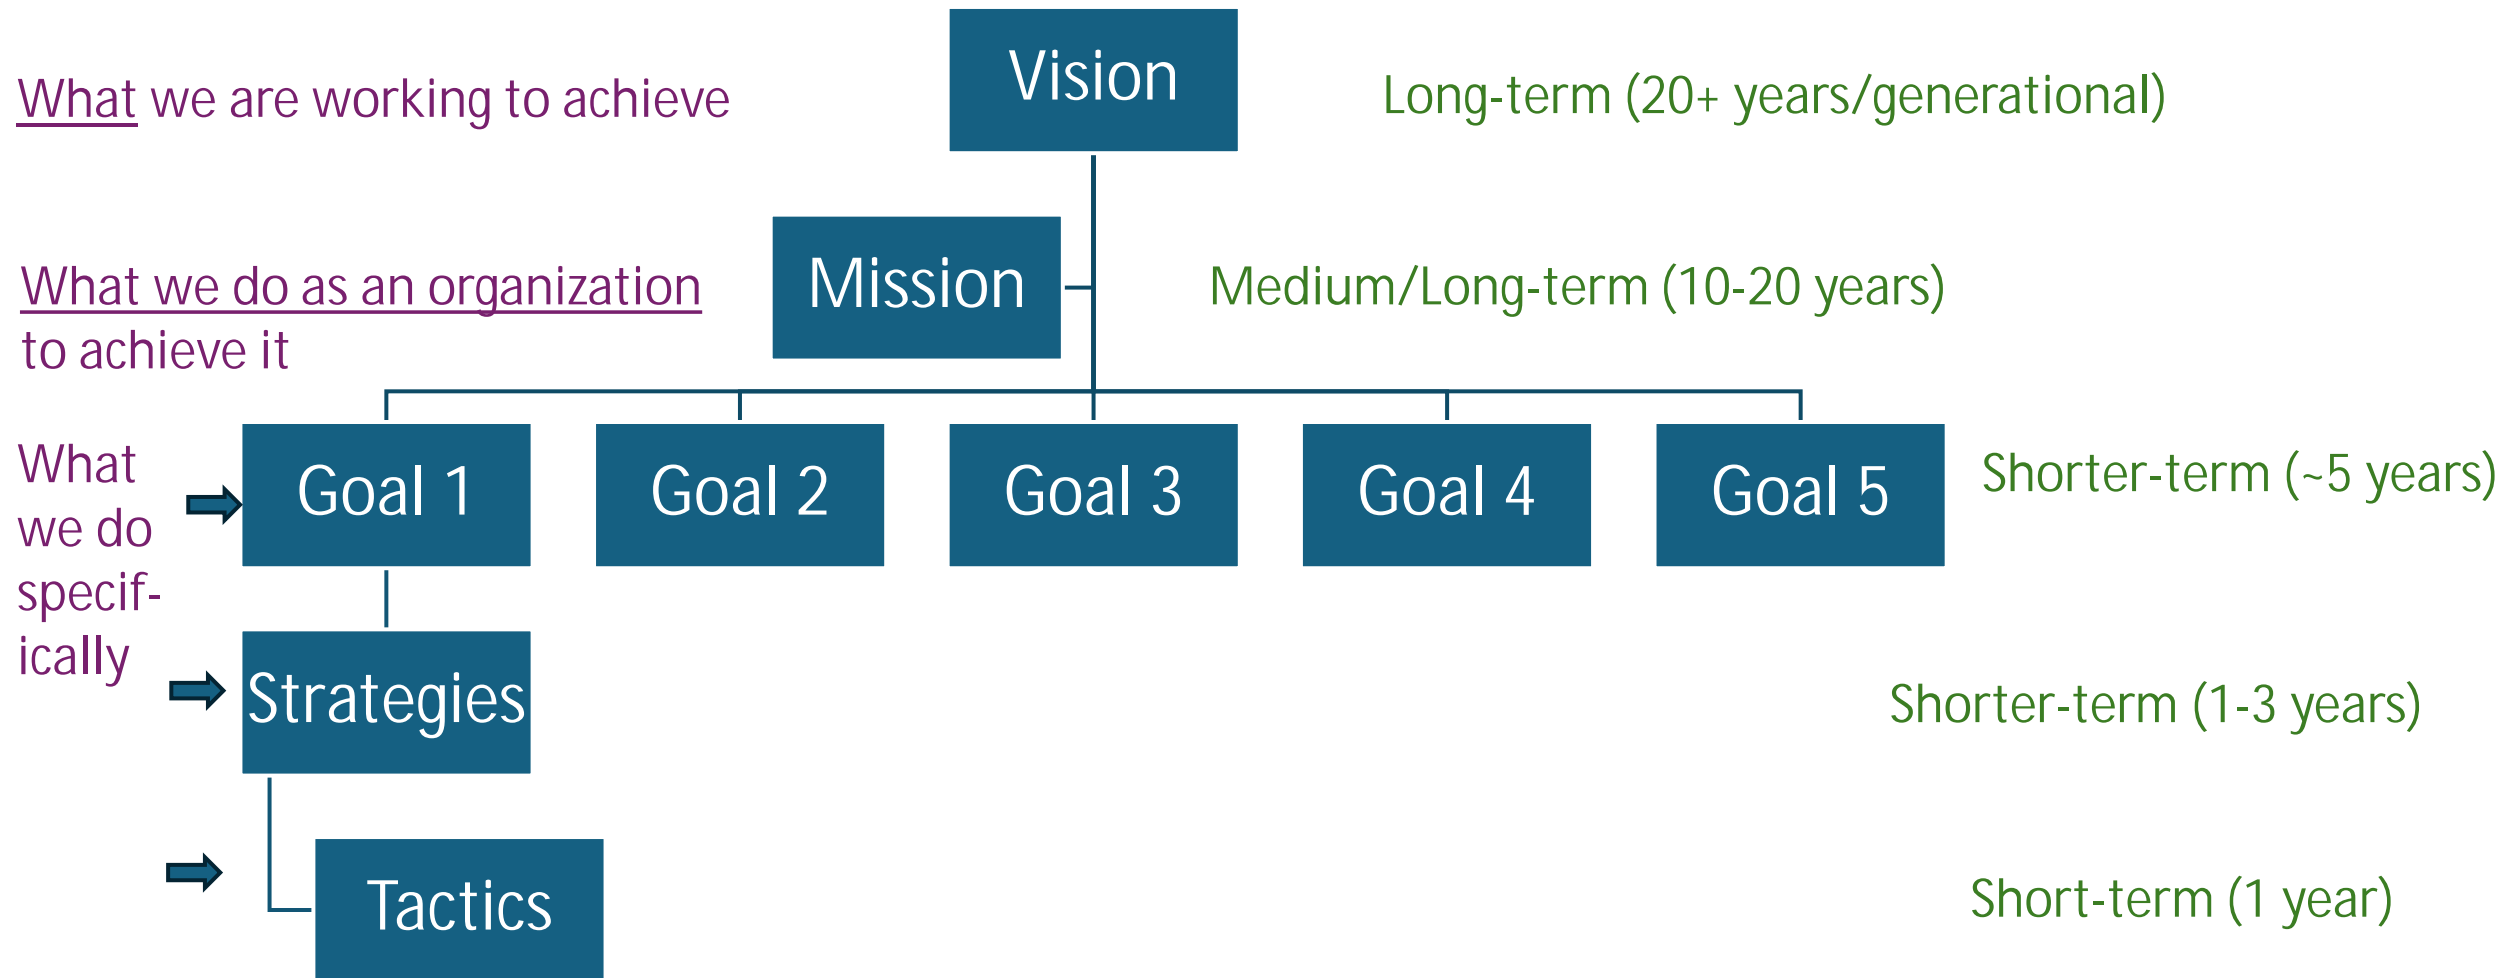 Vision
What we are working to achieve
Long-term (20+ years/generational)
Mission
What we do as an organization
to achieve it
Medium/Long-term (10-20 years)
What
we do
specif-
ically
Goal 1
Goal 2
Goal 3
Goal 4
Goal 5
Shorter-term (~5 years)
Strategies
Shorter-term (1-3 years)
Tactics
Short-term (1 year)